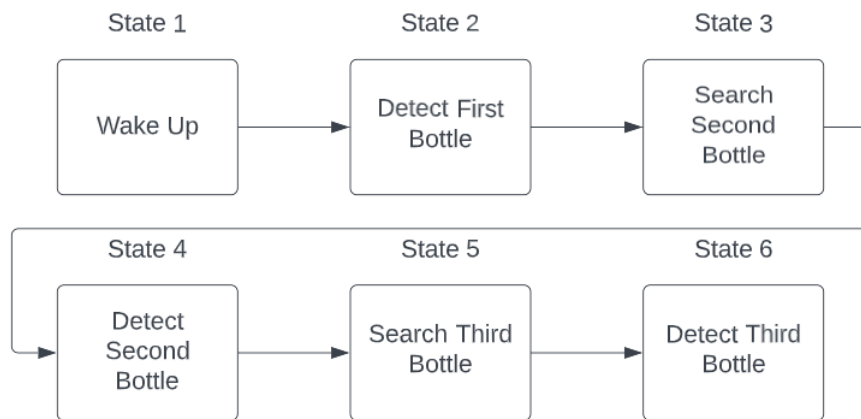 State 1
State 2
State 3
Wake Up
Detect First
Bottle
Search
Second
Bottle
State 4
State 5
State 6
Detect
Second
Bottle
Search Third
Bottle
Detect Third
Bottle